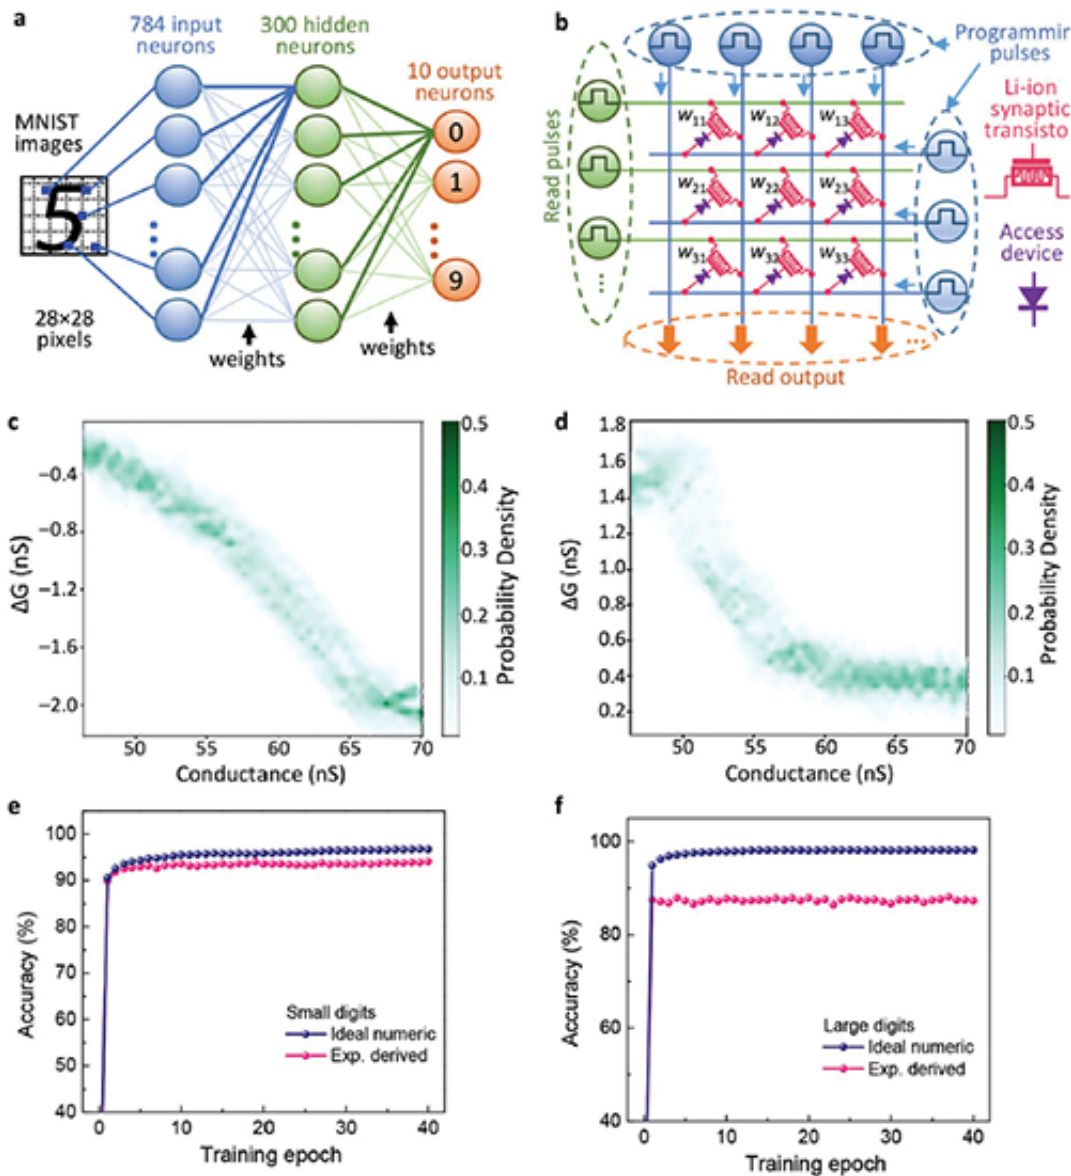 a
784 input
neurons
300 hidden
neurons
10 output
neurons
MNIST
images
5
0
1
9
28×28
pixels
weights
weights
b
Programmin
pulses
Read pulses
w11
w12
w13
w21
w22
w23
w31
w32
w33
Li-ion
synaptic
transisto
Access
device
Read output
c
−0.4
−0.8
−1.2
−1.6
−2.0
ΔG (nS)
50
55
60
65
70
Conductance (nS)
0.5
0.4
0.3
0.2
0.1
Probability Density
d
1.8
1.6
1.4
1.2
1.0
0.8
0.6
0.4
0.2
ΔG (nS)
50
55
60
65
70
Conductance (nS)
0.5
0.4
0.3
0.2
0.1
Probability Density
e
100
90
80
70
60
50
40
Accuracy (%)
Small digits
Ideal numeric
Exp. derived
0
10
20
30
40
Training epoch
f
100
80
60
40
Accuracy (%)
Large digits
Ideal numeric
Exp. derived
0
10
20
30
40
Training epoch